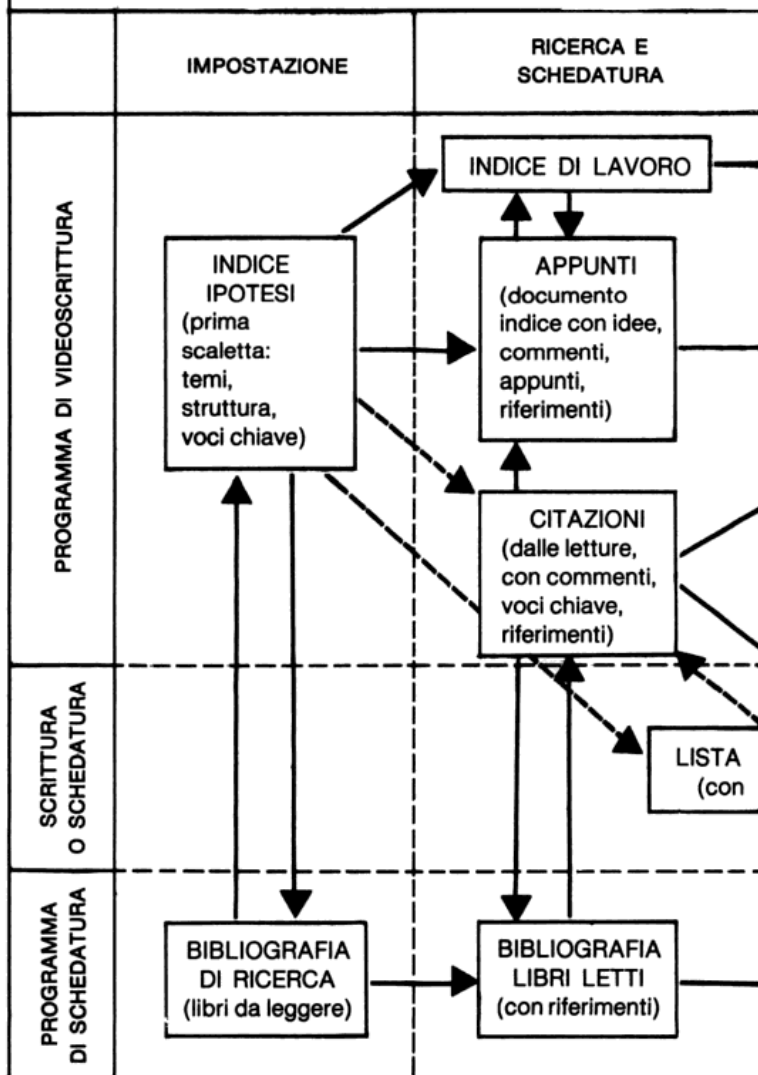 IMPOSTAZIONE
RICERCA E
SCHEDATURA
PROGRAMMA DI VIDEOSCRITTURA
INDICE DI LAVORO
INDICE
IPOTESI
(prima
scaletta:
temi,
struttura,
voci chiave)
APPUNTI
(documento
indice con idee,
commenti,
appunti,
riferimenti)
CITAZIONI
(dalle letture,
con commenti,
voci chiave,
riferimenti)
SCRITTURA
O SCHEDATURA
LISTA
(con
PROGRAMMA
DI SCHEDATURA
BIBLIOGRAFIA
DI RICERCA
(libri da leggere)
BIBLIOGRAFIA
LIBRI LETTI
(con riferimenti)